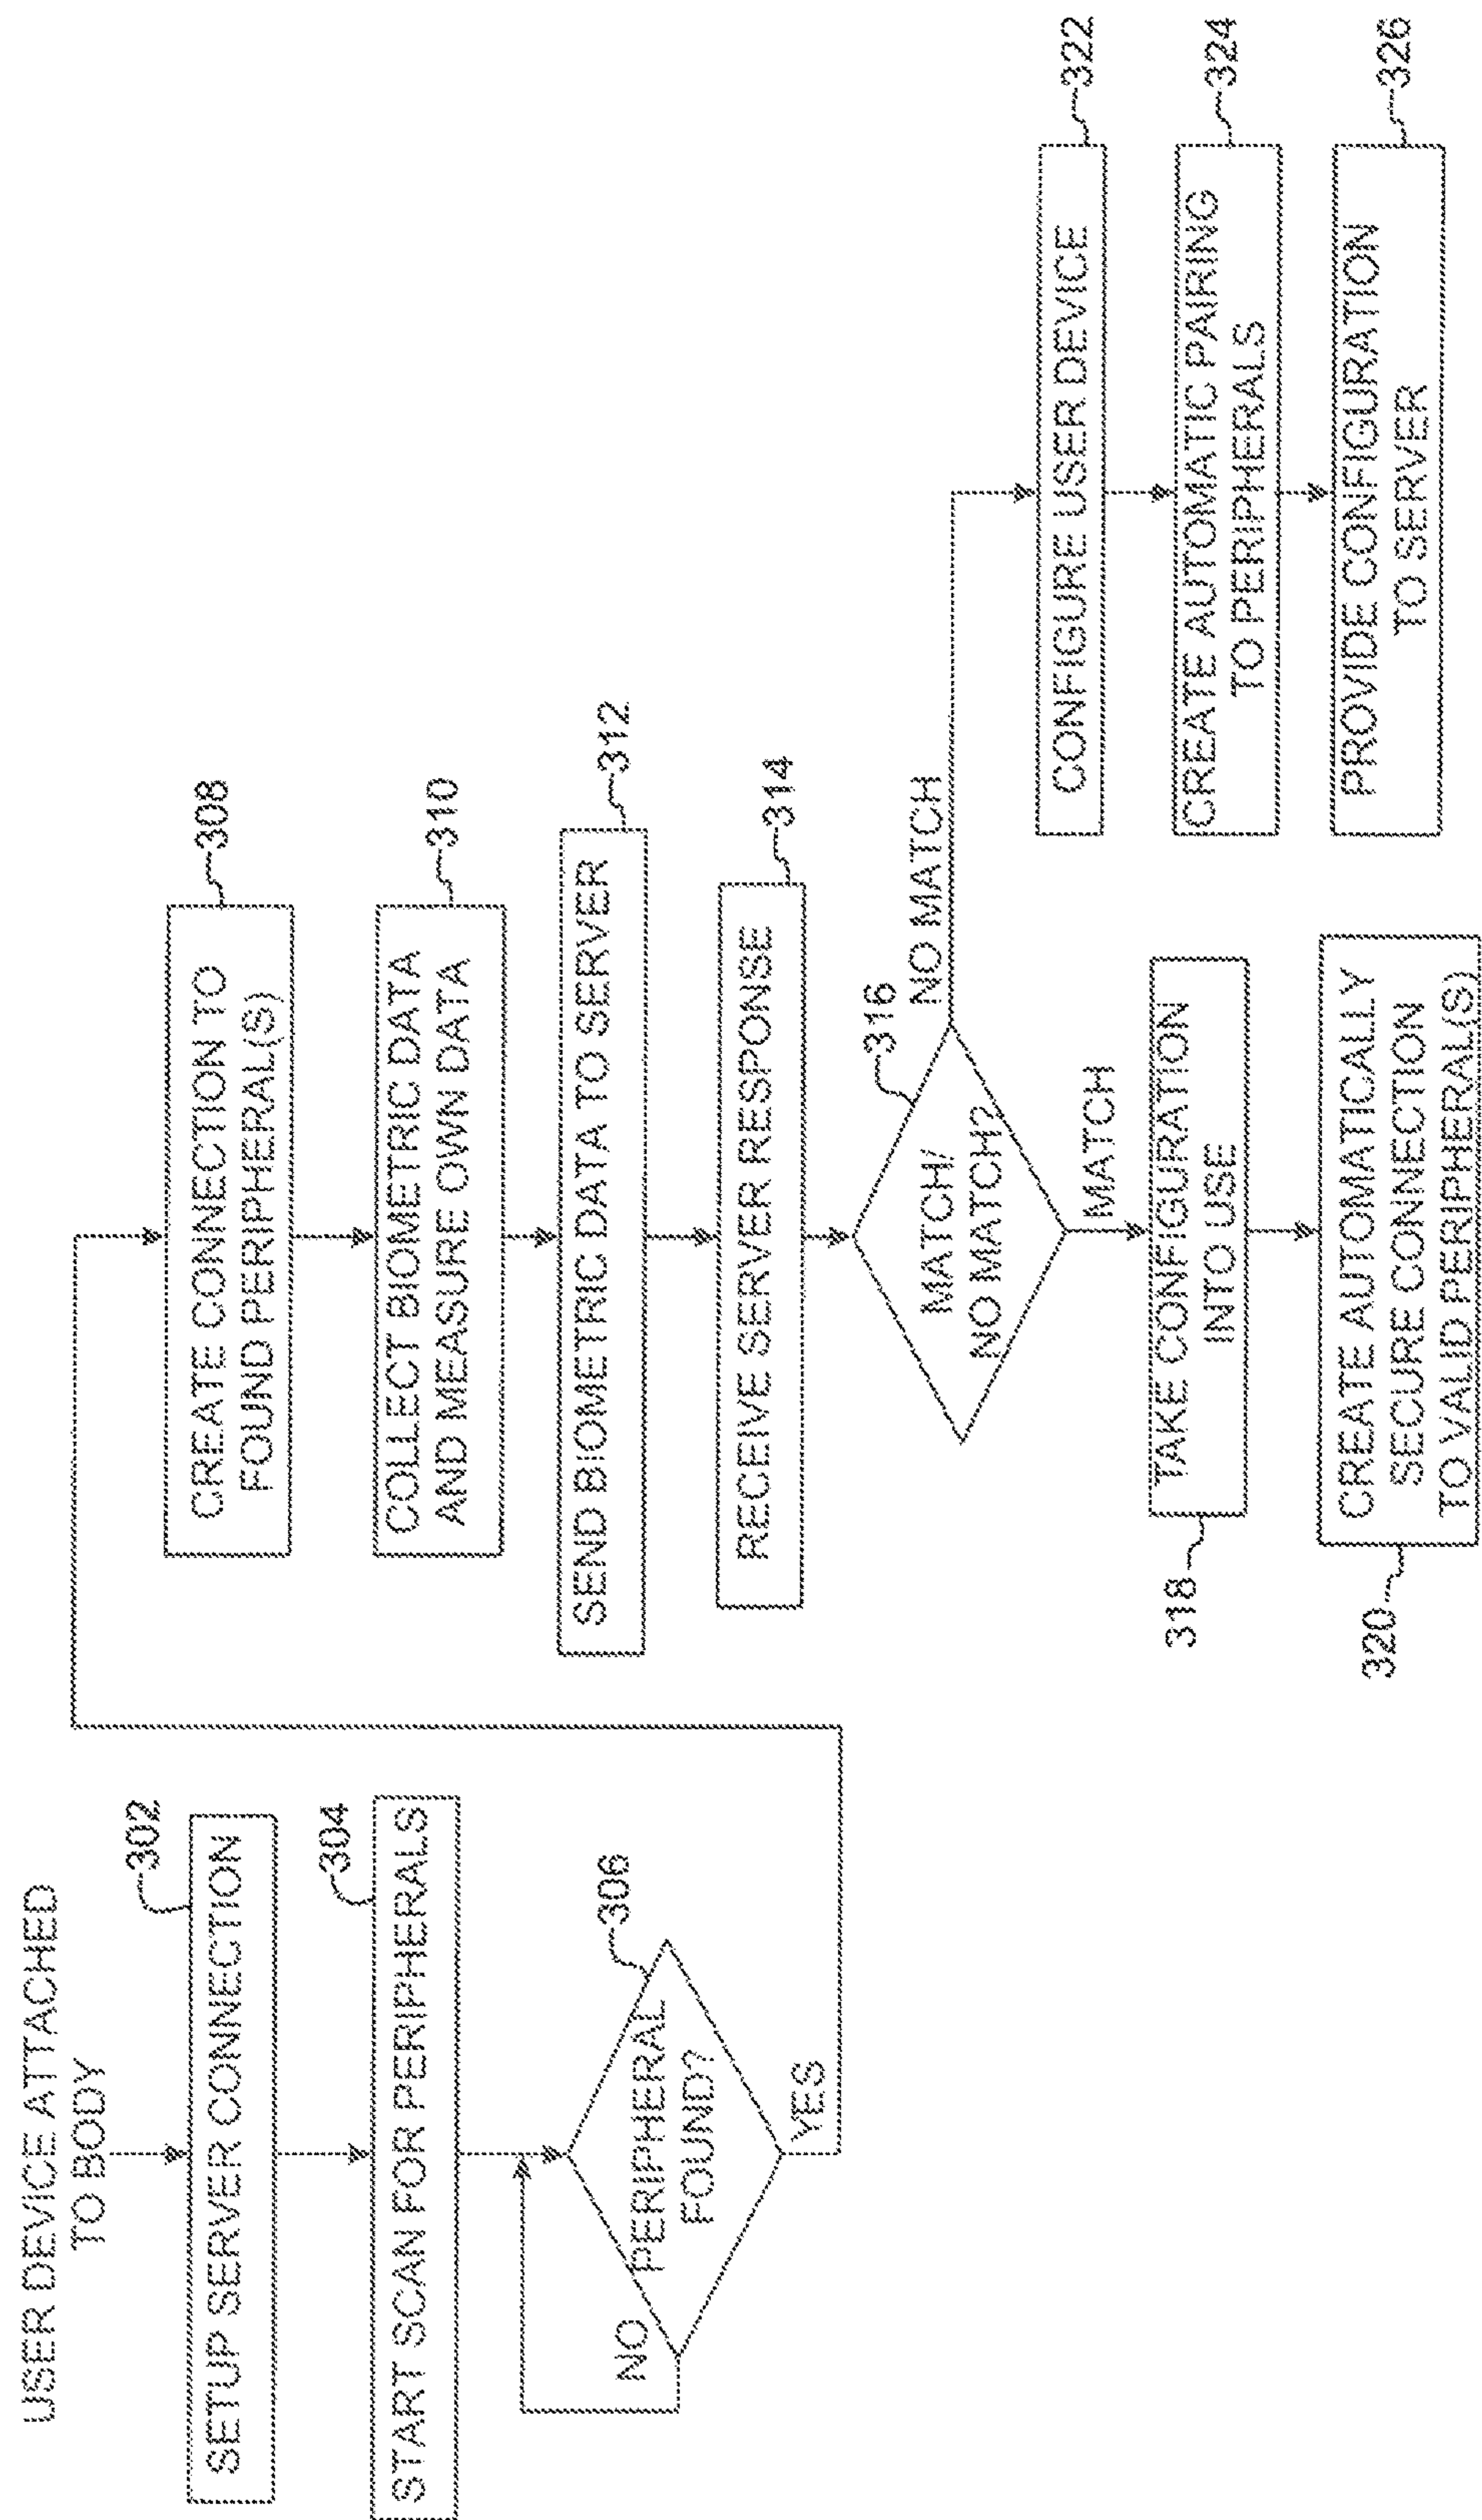 USER DEVICE ATTACHED
TO BODY
302
SETUP SERVER CONNECTION
304
START SCAN FOR PERIPHERALS
306
PERIPHERAL
FOUND?
NO
YES
308
CREATE CONNECTION TO
FOUND PERIPHERAL(S)
310
COLLECT BIOMETRIC DATA
AND MEASURE OWN DATA
312
SEND BIOMETRIC DATA TO SERVER
314
RECEIVE SERVER RESPONSE
316
MATCH/
NO MATCH?
NO MATCH
MATCH
318
TAKE CONFIGURATION
INTO USE
320
CREATE AUTOMATICALLY
SECURE CONNECTION
TO VALID PERIPHERAL(S)
322
CONFIGURE USER DEVICE
324
CREATE AUTOMATIC PAIRING
TO PERIPHERALS
326
PROVIDE CONFIGURATION
TO SERVER